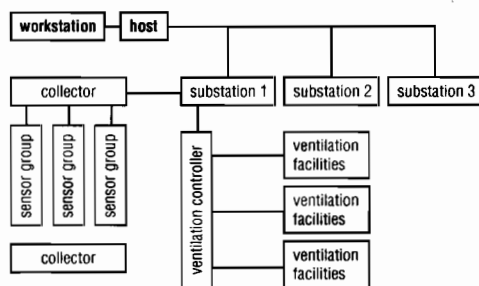 workstation host
collector substation 1 substation 2 substation 3
sensor group
sensor group
sensor group
ventilation controller
ventilation
facilities
ventilation
facilities
collector
ventilation
facilities